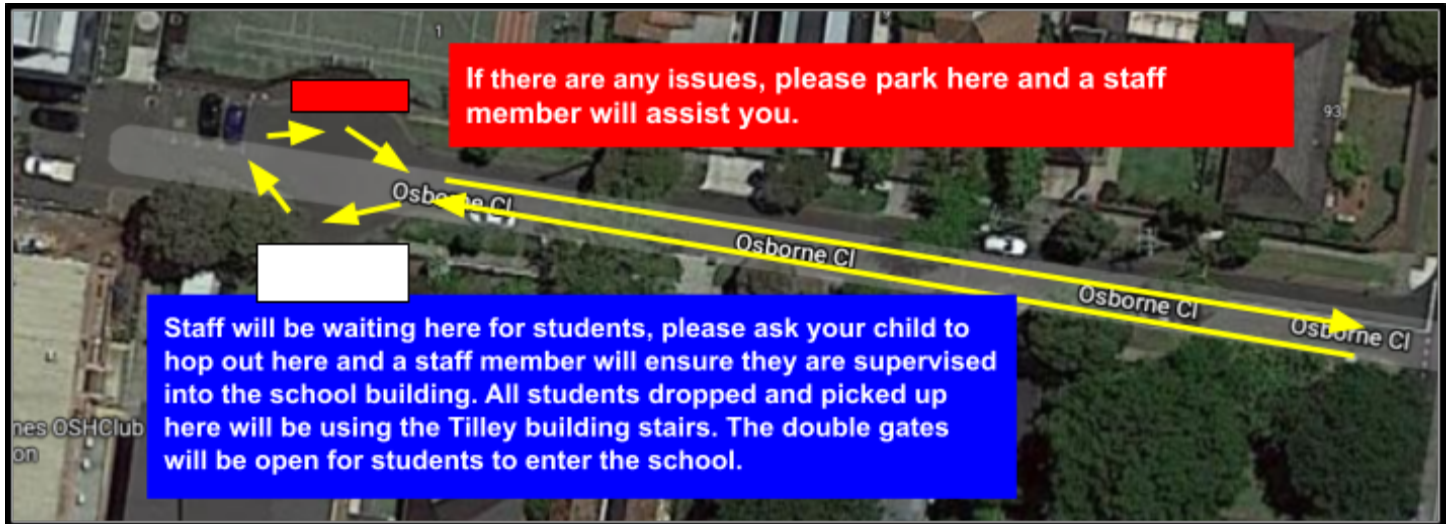 1
If there are any issues, please park here and a staff
member will assist you.
93
Osborne Cl
Osborne Cl
Osborne Cl
Osborne Cl
Staff will be waiting here for students, please ask your child to
hop out here and a staff member will ensure they are supervised
into the school building. All students dropped and picked up
here will be using the Tilley building stairs. The double gates
will be open for students to enter the school.
nes OSHClub
on